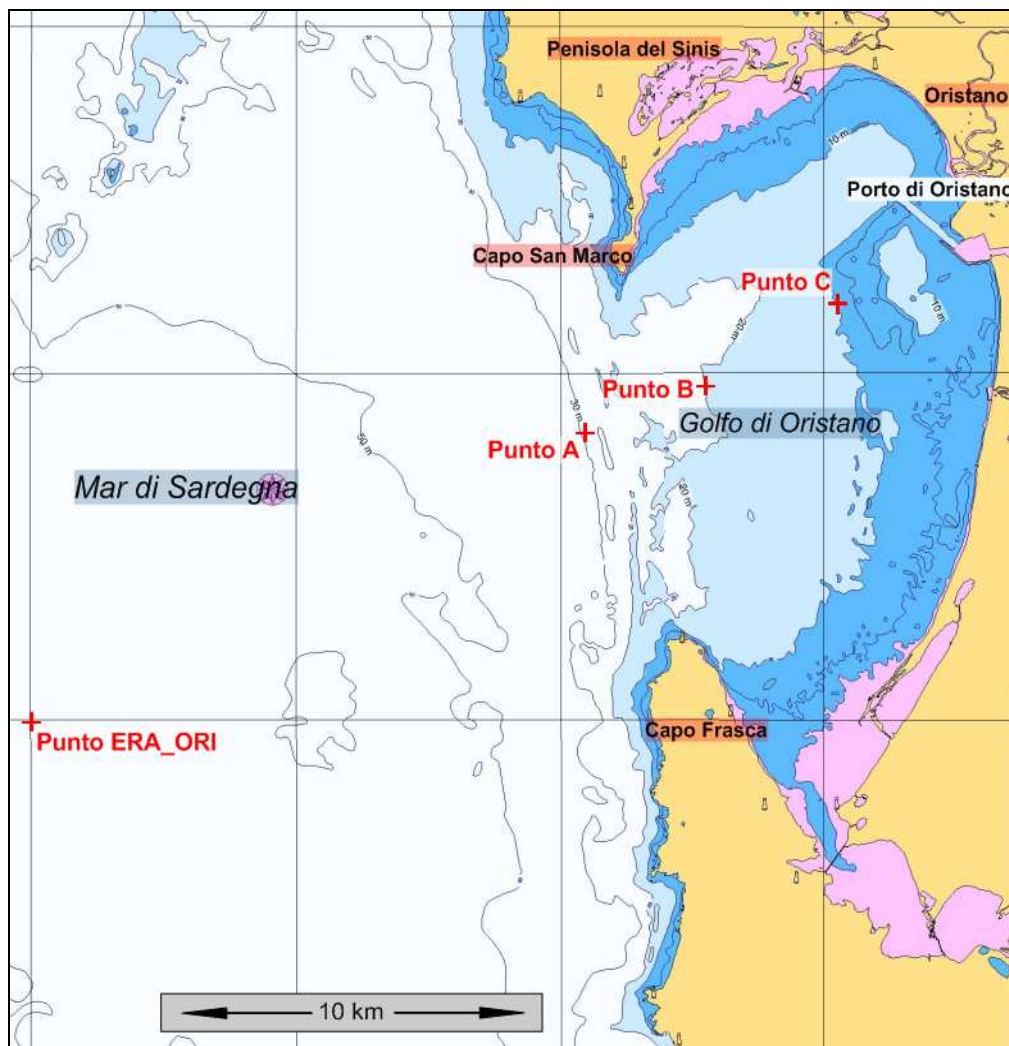 Penisola del Sinis
Oristano
10 m
Porto di Oristano
Capo San Marco
Punto C
10 m
20 m
Punto B
30 m
Golfo di Oristano
50 m
Punto A
Mar di Sardegna
20 m
Capo Frasca
Punto ERA_ORI
10 km